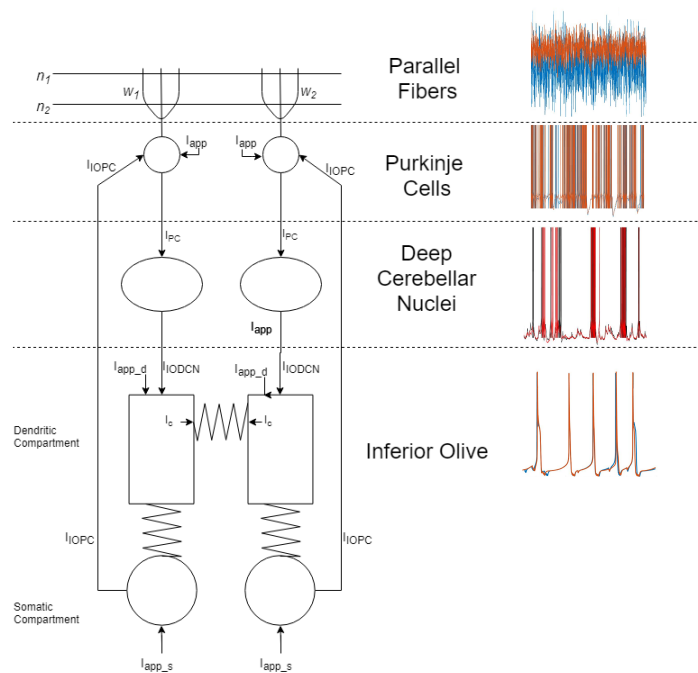 n1
w1
w2
n2
Parallel
Fibers
Iapp
Iapp
IIOPC
IIOPC
Purkinje
Cells
IPC
IPC
Deep
Cerebellar
Nuclei
Iapp
Iapp_d
IIODCN
Iapp_d
IIODCN
Ic
Ic
Dendritic
Compartment
Inferior Olive
IIOPC
IIOPC
Somatic
Compartment
Iapp_s
Iapp_s